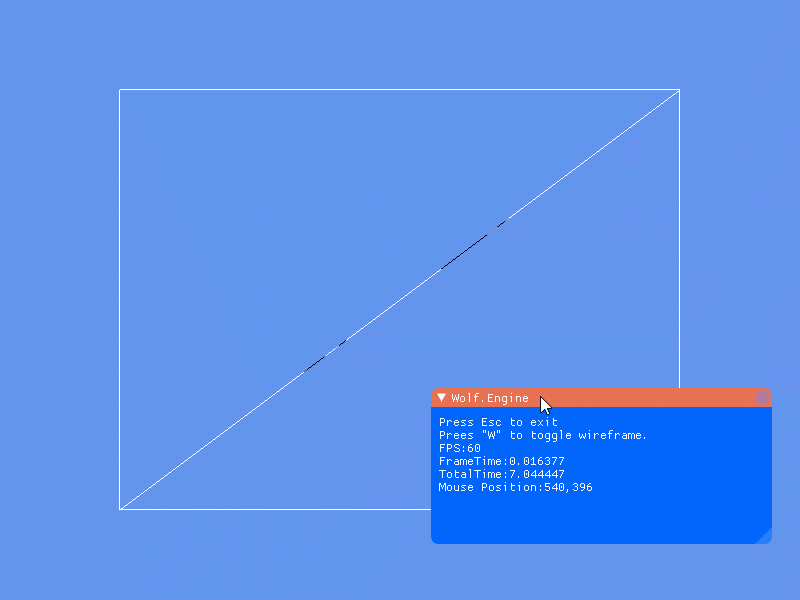 Wolf.Engine
Press Esc to exit
Prees "W" to toggle wireframe.
FPS:60
FrameTime:0.016377
TotalTime:7.044447
Mouse Position:540,396